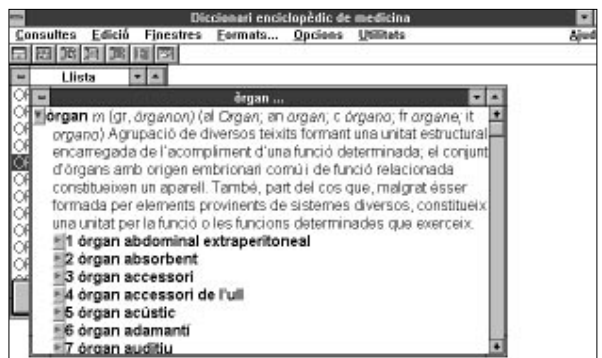 Diccionari enciclopèdic de medicina
Consultes Edició Finestres Formats... Opcions Utilitats Ajud
Llista
òrgan ...
òrgan m (gr, órganon) (al Organ; an organ; c órgano; fr organe; it
organo) Agrupació de diversos teixits formant una unitat estructural
encarregada de l'acompliment d'una funció determinada; el conjunt
d'òrgans amb origen embrionari comú i de funció relacionada
constitueixen un aparell. També, part del cos que, malgrat ésser
formada per elements provinents de sistemes diversos, constitueix
una unitat per la funció o les funcions determinades que exerceix.
1 òrgan abdominal extraperitoneal
2 òrgan absorbent
3 òrgan accessori
4 òrgan accessori de l'ull
5 òrgan acústic
6 òrgan adamantí
7 òrgan auditiu